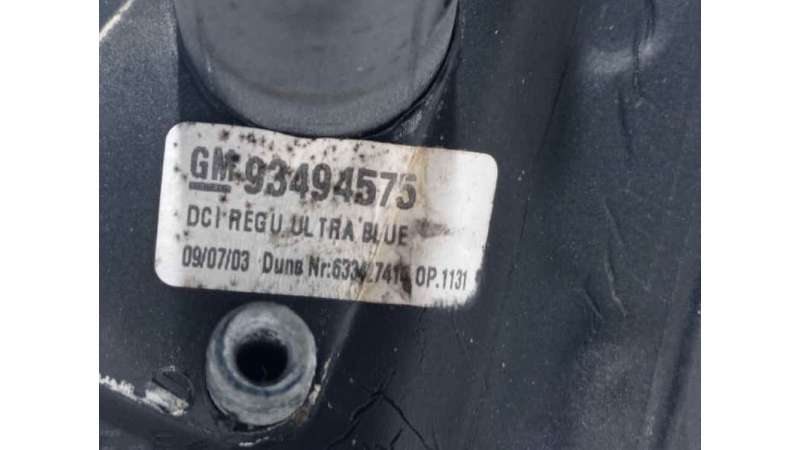 GM 93494575
DCI REGU ULTRA BLUE
09/07/03 Duns Nr: OP.1131